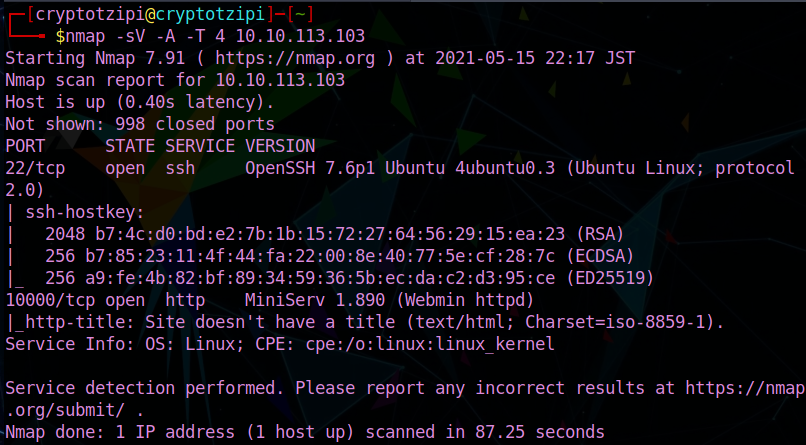 ┌─[cryptotzipi@cryptotzipi]─[~]
└──╼ $nmap -sV -A -T 4 10.10.113.103
Starting Nmap 7.91 ( https://nmap.org ) at 2021-05-15 22:17 JST
Nmap scan report for 10.10.113.103
Host is up (0.40s latency).
Not shown: 998 closed ports
PORT      STATE SERVICE VERSION
22/tcp    open  ssh     OpenSSH 7.6p1 Ubuntu 4ubuntu0.3 (Ubuntu Linux; protocol
2.0)
| ssh-hostkey:
|   2048 b7:4c:d0:bd:e2:7b:1b:15:72:27:64:56:29:15:ea:23 (RSA)
|   256 b7:85:23:11:4f:44:fa:22:00:8e:40:77:5e:cf:28:7c (ECDSA)
|_  256 a9:fe:4b:82:bf:89:34:59:36:5b:ec:da:c2:d3:95:ce (ED25519)
10000/tcp open  http    MiniServ 1.890 (Webmin httpd)
|_http-title: Site doesn't have a title (text/html; Charset=iso-8859-1).
Service Info: OS: Linux; CPE: cpe:/o:linux:linux_kernel

Service detection performed. Please report any incorrect results at https://nmap
.org/submit/ .
Nmap done: 1 IP address (1 host up) scanned in 87.25 seconds